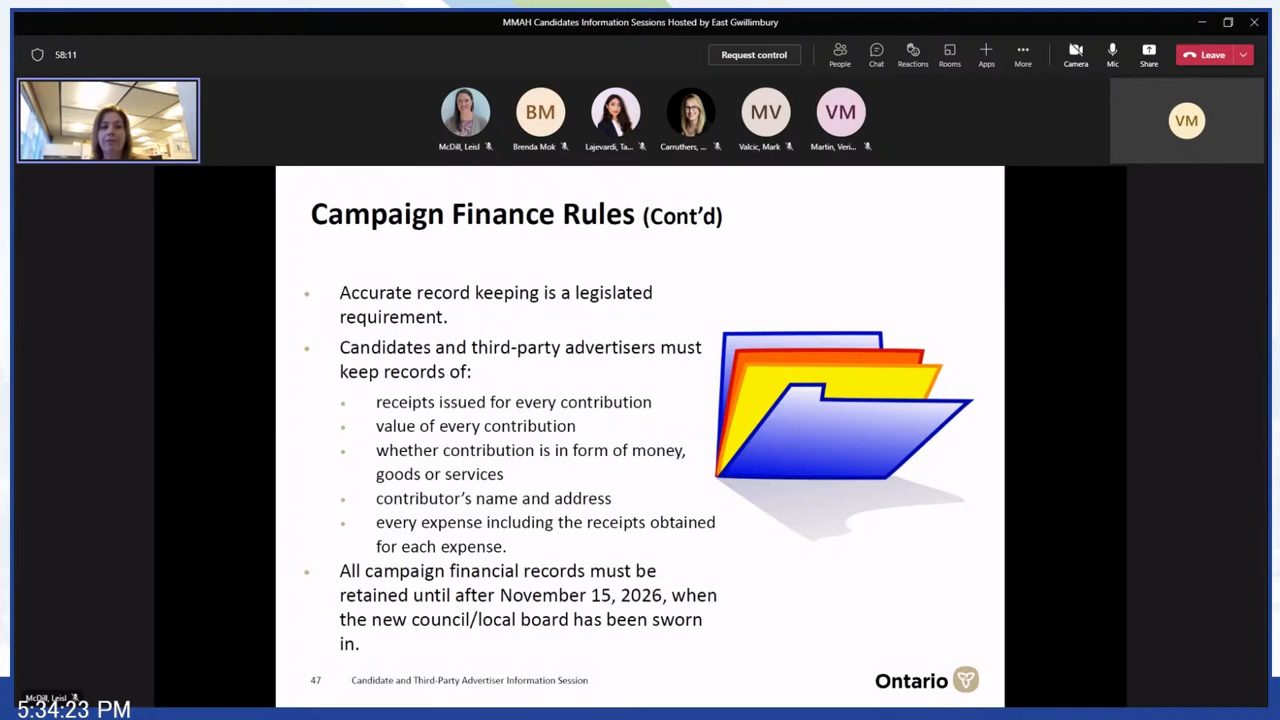 MMAH Candidates Information Sessions Hosted by East Gwillimbury
58:11
Request control
People
Chat
Reactions
Rooms
Apps
More
Camera
Mic
Share
Leave
BM
MV
VM
VM
McDill, Leisl
Brenda Mok
Lajevardi, Ta...
Carruthers, ...
Valcic, Mark
Martin, Veri...
Campaign Finance Rules (Cont’d)
• Accurate record keeping is a legislated
requirement.
• Candidates and third-party advertisers must
keep records of:
• receipts issued for every contribution
• value of every contribution
• whether contribution is in form of money,
goods or services
• contributor’s name and address
• every expense including the receipts obtained
for each expense.
• All campaign financial records must be
retained until after November 15, 2026, when
the new council/local board has been sworn
in.
47
Candidate and Third-Party Advertiser Information Session
Ontario
McDill, Leisl
5:34:23 PM